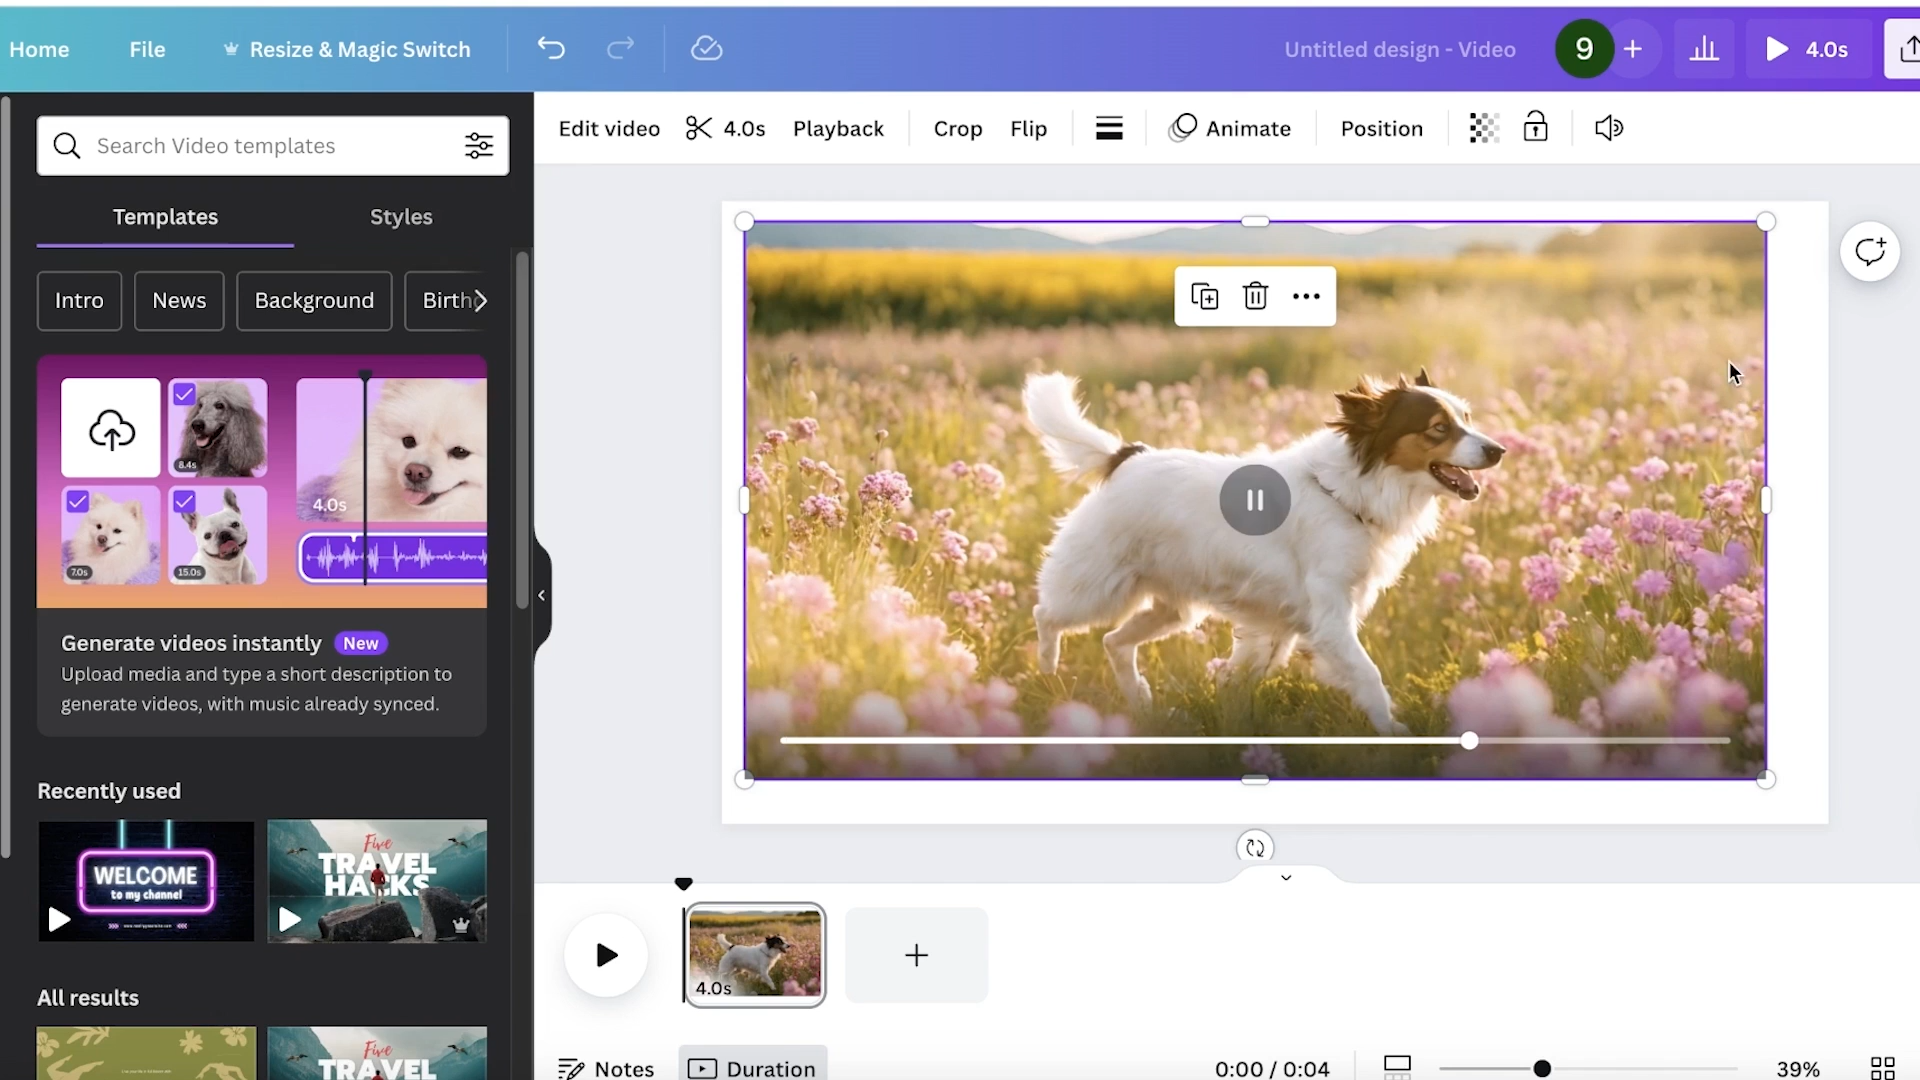 Home File Resize & Magic Switch Untitled design - Video 9 + 4.0s
Search Video templates
Templates Styles
Intro News Background Birth
8.4s
7.0s
15.0s
4.0s
Generate videos instantly New
Upload media and type a short description to
generate videos, with music already synced.
Recently used
WELCOME
to my channel
Five
TRAVEL
HACKS
All results
Five
TRAVEL
Edit video 4.0s Playback Crop Flip Animate Position
4.0s
Notes Duration 0:00 / 0:04 39%